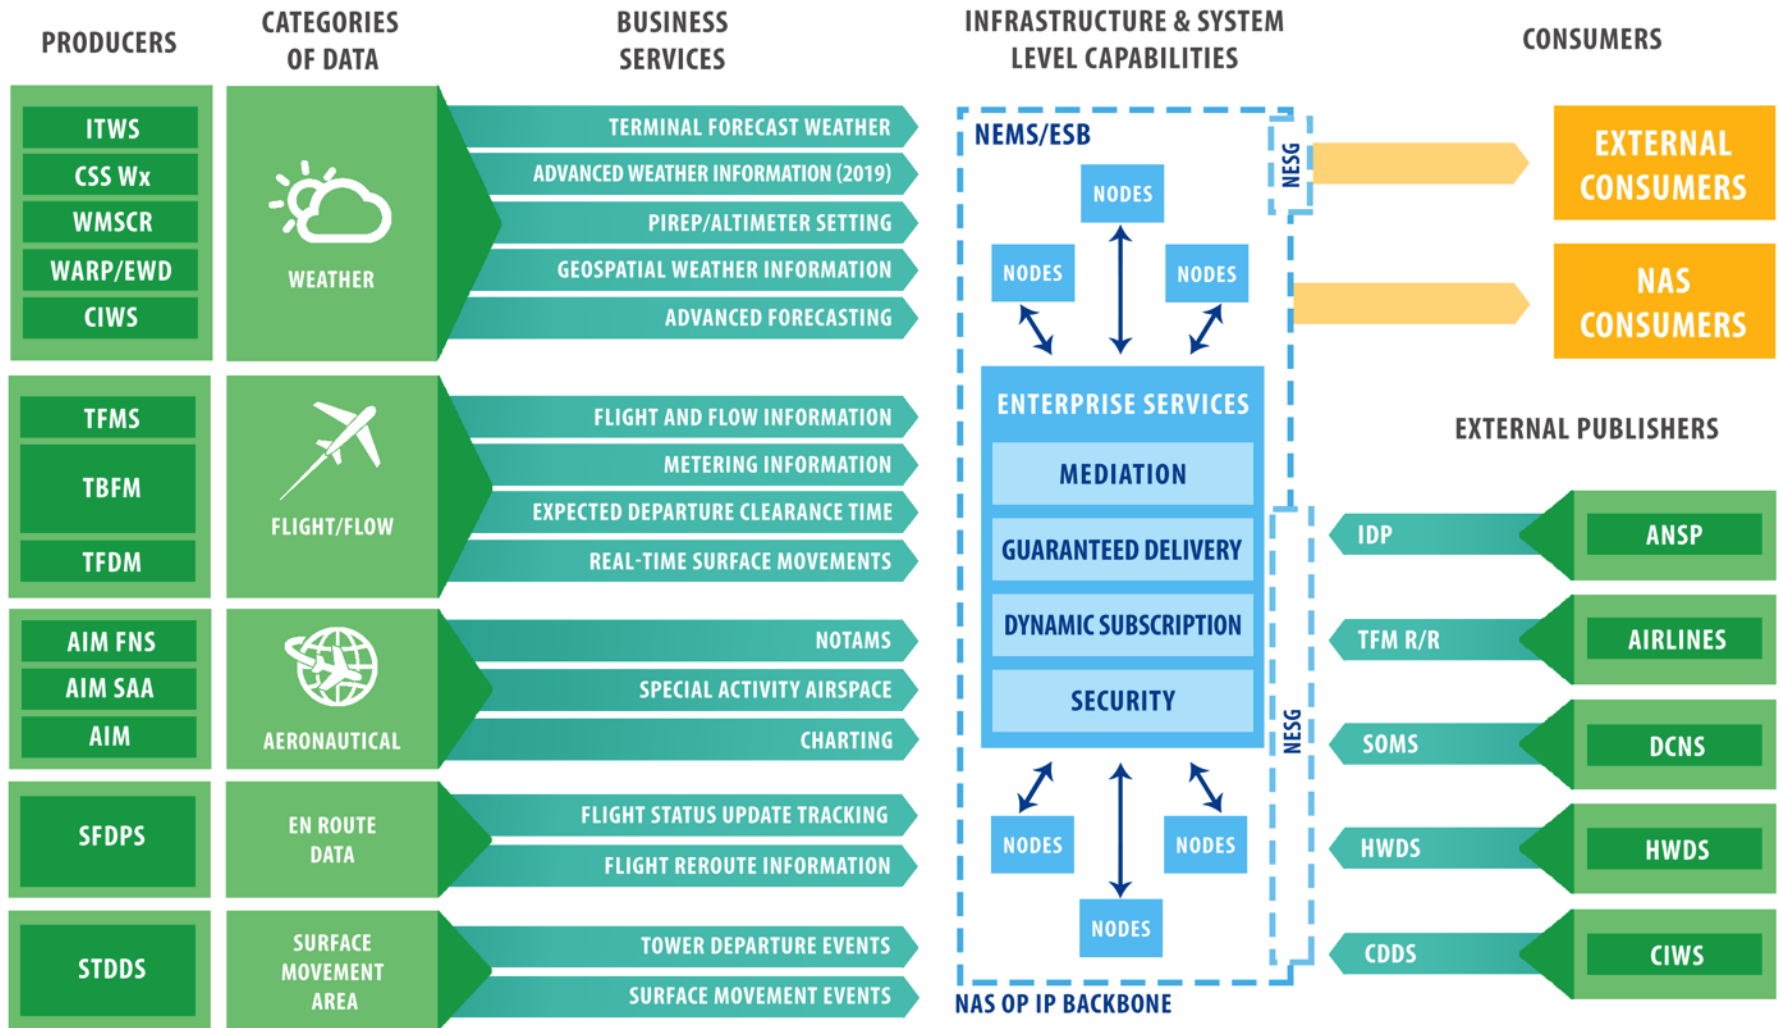 PRODUCERS
CATEGORIES
OF DATA
BUSINESS
SERVICES
INFRASTRUCTURE & SYSTEM
LEVEL CAPABILITIES
CONSUMERS
ITWS
CSS Wx
WMSCR
WARP/EWD
CIWS
WEATHER
TERMINAL FORECAST WEATHER
ADVANCED WEATHER INFORMATION (2019)
PIREP/ALTIMETER SETTING
GEOSPATIAL WEATHER INFORMATION
ADVANCED FORECASTING
TFMS
TBFM
TFDM
FLIGHT/FLOW
FLIGHT AND FLOW INFORMATION
METERING INFORMATION
EXPECTED DEPARTURE CLEARANCE TIME
REAL-TIME SURFACE MOVEMENTS
AIM FNS
AIM SAA
AIM
AERONAUTICAL
NOTAMS
SPECIAL ACTIVITY AIRSPACE
CHARTING
SFDPS
EN ROUTE
DATA
FLIGHT STATUS UPDATE TRACKING
FLIGHT REROUTE INFORMATION
STDDS
SURFACE
MOVEMENT
AREA
TOWER DEPARTURE EVENTS
SURFACE MOVEMENT EVENTS
NEMS/ESB
NESG
NODES
NODES
NODES
ENTERPRISE SERVICES
MEDIATION
GUARANTEED DELIVERY
DYNAMIC SUBSCRIPTION
SECURITY
NESG
NODES
NODES
NODES
NAS OP IP BACKBONE
EXTERNAL
CONSUMERS
NAS
CONSUMERS
EXTERNAL PUBLISHERS
IDP
ANSP
TFM R/R
AIRLINES
SOMS
DCNS
HWDS
HWDS
CDDS
CIWS